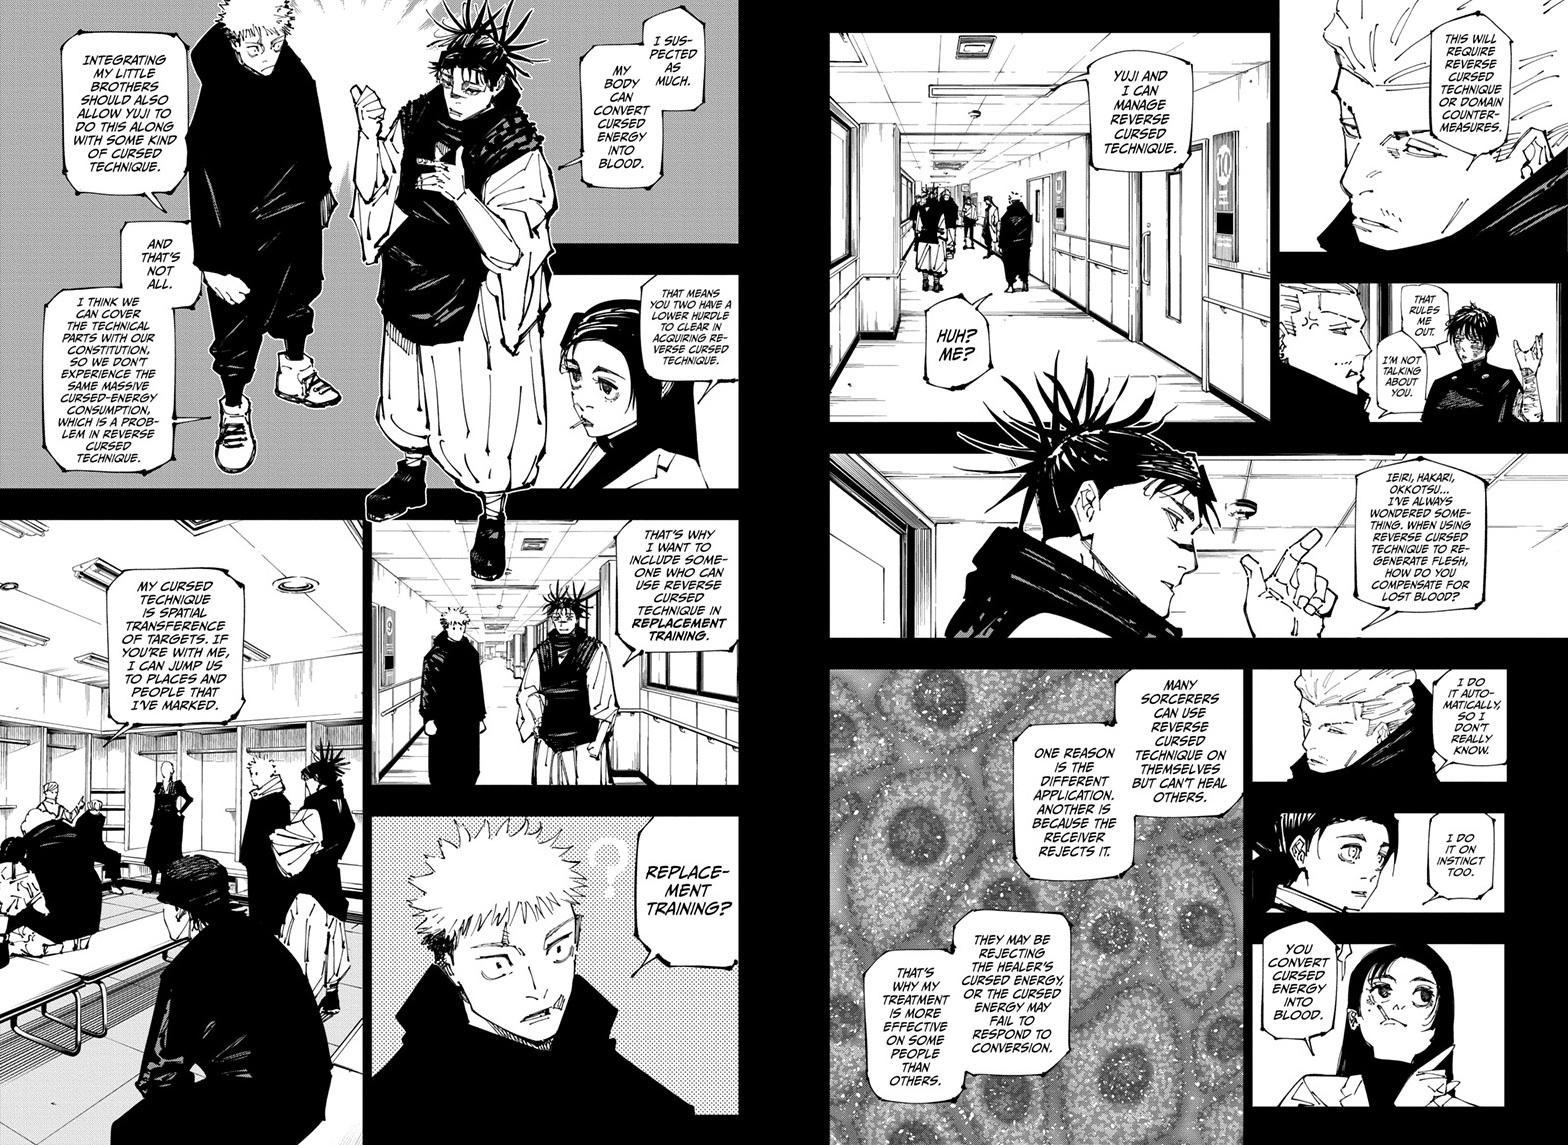 THIS WILL
REQUIRE
REVERSE
CURSED
TECHNIQUE
OR DOMAIN
COUNTER-
MEASURES.
YUJI AND
I CAN
MANAGE
REVERSE
CURSED
TECHNIQUE.
HUH?
ME?
THAT
RULES
ME
OUT.
I'M NOT
TALKING
ABOUT
YOU.
10
IEIRI, HAKARI,
OKKOTSU...
I'VE ALWAYS
WONDERED SOME-
THING. WHEN USING
REVERSE CURSED
TECHNIQUE TO RE-
GENERATE FLESH,
HOW DO YOU
COMPENSATE FOR
LOST BLOOD?
I DO
IT AUTO-
MATICALLY,
SO I
DON'T
REALLY
KNOW.
I DO
IT ON
INSTINCT
TOO.
YOU
CONVERT
CURSED
ENERGY
INTO
BLOOD.
MANY
SORCERERS
CAN USE
REVERSE
CURSED
TECHNIQUE ON
THEMSELVES
BUT CAN'T HEAL
OTHERS.
ONE REASON
IS THE
DIFFERENT
APPLICATION.
ANOTHER IS
BECAUSE THE
RECEIVER
REJECTS IT.
THEY MAY BE
REJECTING
THE HEALER'S
CURSED ENERGY,
OR THE CURSED
ENERGY MAY
FAIL TO
RESPOND TO
CONVERSION.
THAT'S
WHY MY
TREATMENT
IS MORE
EFFECTIVE
ON SOME
PEOPLE
THAN
OTHERS.
I SUS-
PECTED
AS
MUCH.
MY
BODY
CAN
CONVERT
CURSED
ENERGY
INTO
BLOOD.
INTEGRATING
MY LITTLE
BROTHERS
SHOULD ALSO
ALLOW YUJI TO
DO THIS ALONG
WITH SOME KIND
OF CURSED
TECHNIQUE.
AND
THAT'S
NOT
ALL.
I THINK WE
CAN COVER
THE TECHNICAL
PARTS WITH OUR
CONSTITUTION,
SO WE DON'T
EXPERIENCE THE
SAME MASSIVE
CURSED-ENERGY
CONSUMPTION,
WHICH IS A PROB-
LEM IN REVERSE
CURSED
TECHNIQUE.
THAT MEANS
YOU TWO HAVE A
LOWER HURDLE
TO CLEAR IN
ACQUIRING RE-
VERSE CURSED
TECHNIQUE.
THAT'S WHY
I WANT TO
INCLUDE SOME-
ONE WHO CAN
USE REVERSE
CURSED
TECHNIQUE IN
REPLACEMENT
TRAINING.
9
?
REPLACE-
MENT
TRAINING?
MY CURSED
TECHNIQUE
IS SPATIAL
TRANSFERENCE
OF TARGETS. IF
YOU'RE WITH ME,
I CAN JUMP US
TO PLACES AND
PEOPLE THAT
I'VE MARKED.